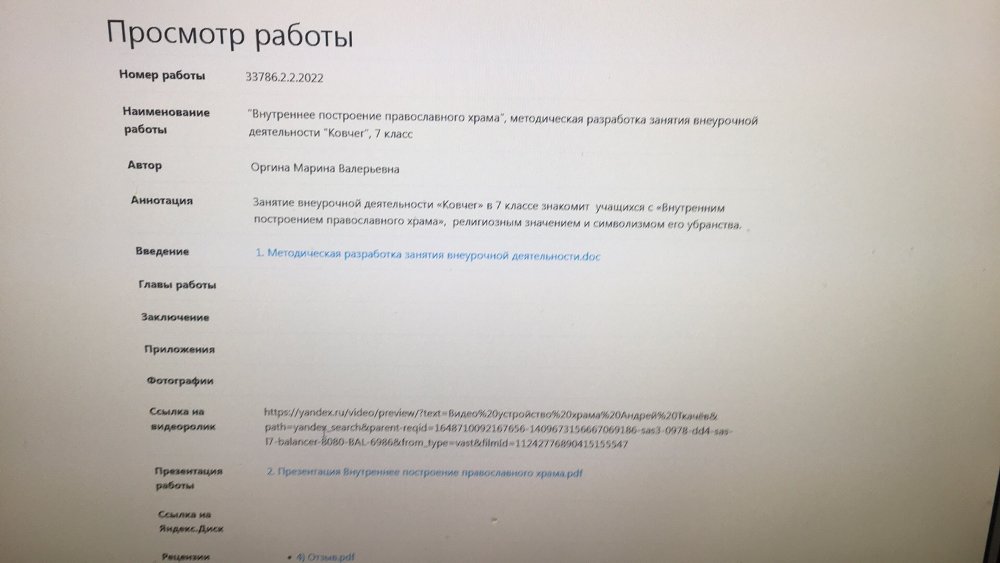 Просмотр работы
Номер работы 33786.2.2.2022
Наименование работы "Внутреннее построение православного храма", методическая разработка занятия внеурочной
деятельности "Ковчег", 7 класс
Автор Оргина Марина Валерьевна
Аннотация Занятие внеурочной деятельности «Ковчег» в 7 классе знакомит учащихся с «Внутренним
построением православного храма», религиозным значением и символизмом его убранства.
Введение 1. Методическая разработка занятия внеурочной деятельности.doc
Главы работы
Заключение
Приложения
Фотографии
Ссылка на видеоролик https://yandex.ru/video/preview/?text=Видео%20устройство%20храма%20Андрей%20Ткачёв&
path=yandex_search&parent-reqid=1648710092167656-1409673156667069186-sas3-0978-dd4-sas-
l7-balancer-8080-BAL-6986&from_type=vast&filmId=11242776890415155547
Презентация работы 2. Презентация Внутреннее построение православного храма.pdf
Ссылка на
Яндекс.Диск
Рецензии • 4) Отзыв.pdf